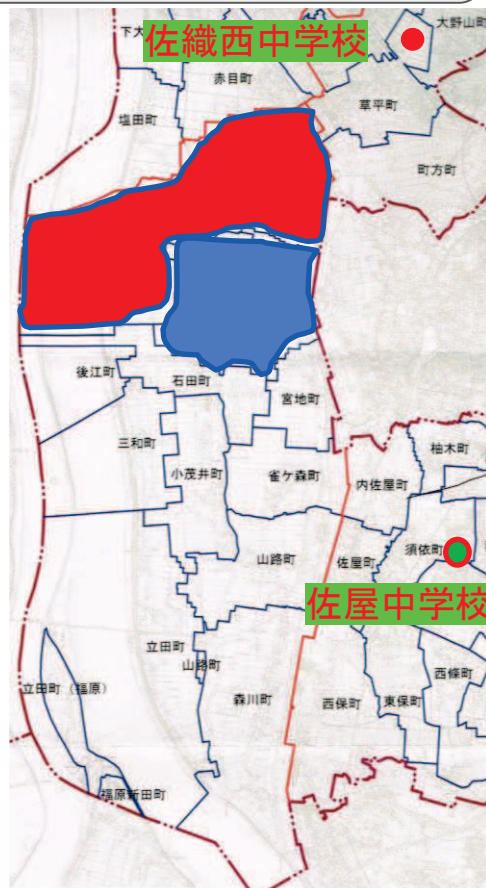 大野山町
下大
佐織西中学校
赤目町
草平町
塩田町
町方町
後江町
石田町
宮地町
三和町
柚木町
小茂井町
雀ケ森町
内佐屋町
山路町
佐屋町
須依町
佐屋中学校
立田町
山路町
西條町
立田町（福原）
森川町
西保町
東保町
福原新田町